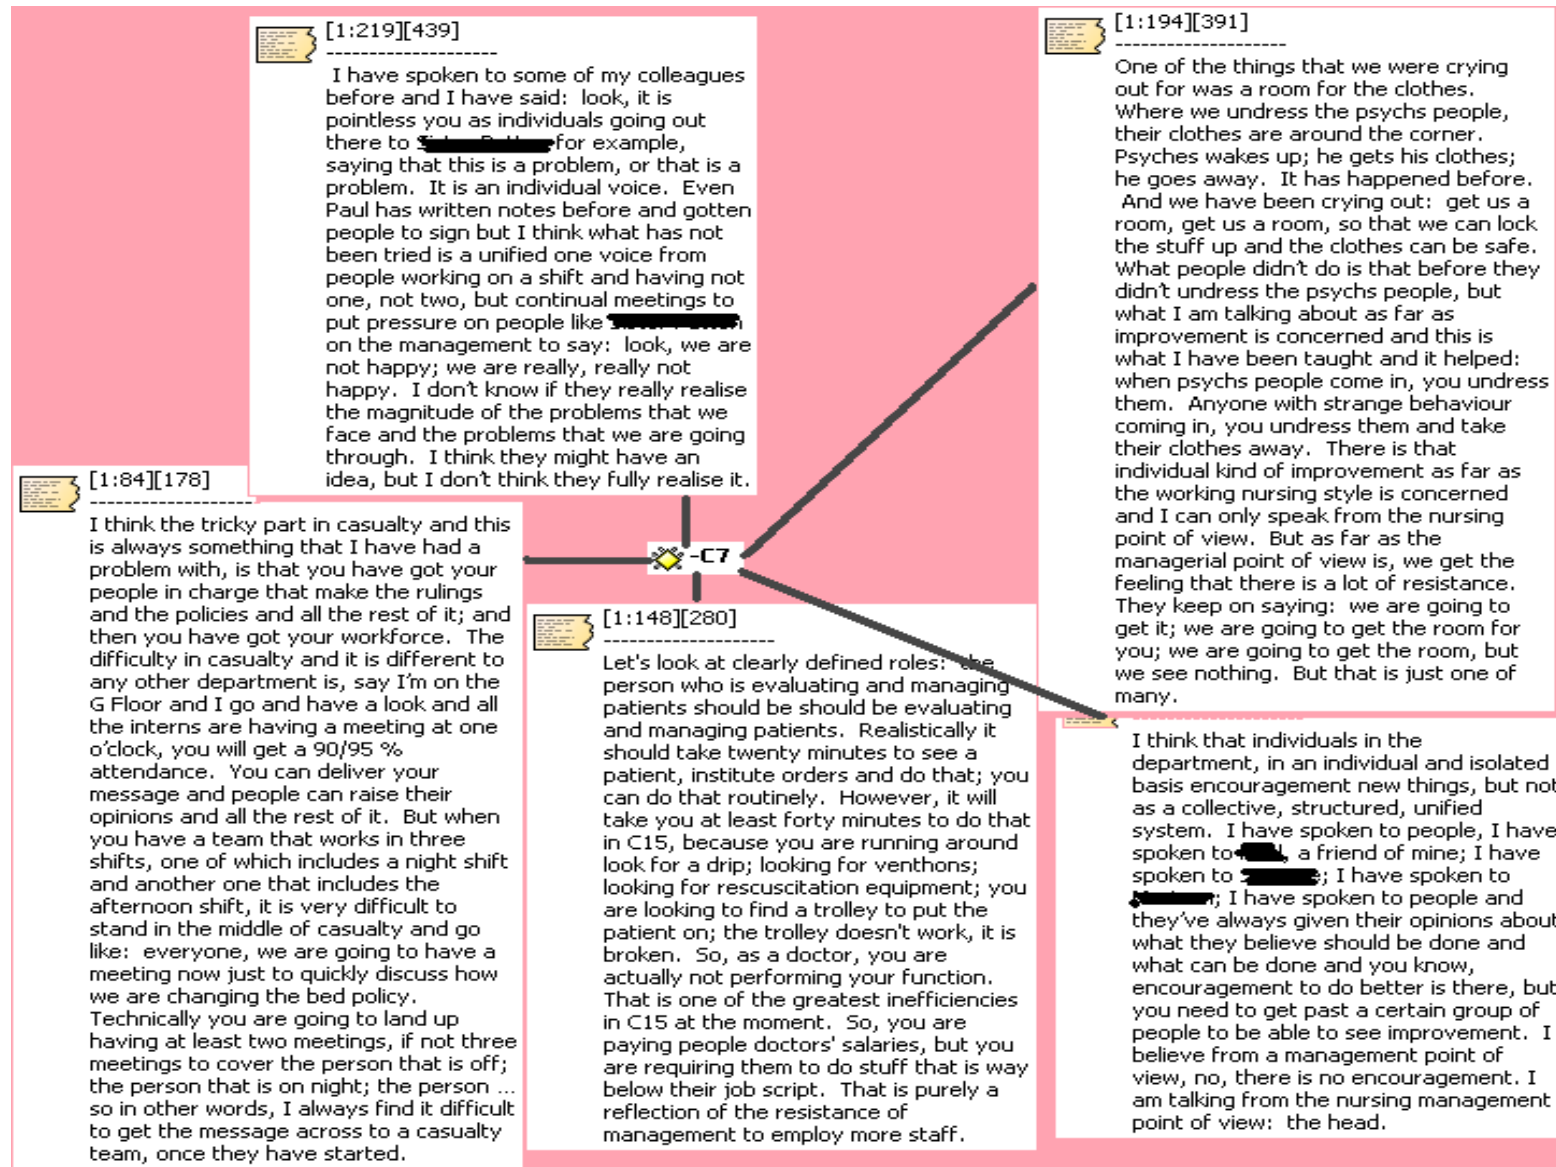 [1:219][439]
--------------------
I have spoken to some of my colleagues
before and I have said:  look, it is
pointless you as individuals going out
there to for example,
saying that this is a problem, or that is a
problem.  It is an individual voice.  Even
Paul has written notes before and gotten
people to sign but I think what has not
been tried is a unified one voice from
people working on a shift and having not
one, not two, but continual meetings to
put pressure on people like
on the management to say:  look, we are
not happy; we are really, really not
happy.  I don't know if they really realise
the magnitude of the problems that we
face and the problems that we are going
through.  I think they might have an
idea, but I don't think they fully realise it.
[1:194][391]
--------------------
One of the things that we were crying
out for was a room for the clothes.
Where we undress the psychs people,
their clothes are around the corner.
Psyches wakes up; he gets his clothes;
he goes away.  It has happened before.
And we have been crying out:  get us a
room, get us a room, so that we can lock
the stuff up and the clothes can be safe.
What people didn't do is that before they
didn't undress the psychs people, but
what I am talking about as far as
improvement is concerned and this is
what I have been taught and it helped:
when psychs people come in, you undress
them.  Anyone with strange behaviour
coming in, you undress them and take
their clothes away.  There is that
individual kind of improvement as far as
the working nursing style is concerned
and I can only speak from the nursing
point of view.  But as far as the
managerial point of view is, we get the
feeling that there is a lot of resistance.
They keep on saying:  we are going to
get it; we are going to get the room for
you; we are going to get the room, but
we see nothing.  But that is just one of
many.
[1:84][178]
--------------------
I think the tricky part in casualty and this
is always something that I have had a
problem with, is that you have got your
people in charge that make the rulings
and the policies and all the rest of it; and
then you have got your workforce.  The
difficulty in casualty and it is different to
any other department is, say I'm on the
G Floor and I go and have a look and all
the interns are having a meeting at one
o'clock, you will get a 90/95 %
attendance.  You can deliver your
message and people can raise their
opinions and all the rest of it.  But when
you have a team that works in three
shifts, one of which includes a night shift
and another one that includes the
afternoon shift, it is very difficult to
stand in the middle of casualty and go
like:  everyone, we are going to have a
meeting now just to quickly discuss how
we are changing the bed policy.
Technically you are going to land up
having at least two meetings, if not three
meetings to cover the person that is off;
the person that is on night; the person ...
so in other words, I always find it difficult
to get the message across to a casualty
team, once they have started.
-C7
[1:148][280]
--------------------
Let's look at clearly defined roles:  the
person who is evaluating and managing
patients should be should be evaluating
and managing patients.  Realistically it
should take twenty minutes to see a
patient, institute orders and do that; you
can do that routinely.  However, it will
take you at least forty minutes to do that
in C15, because you are running around
look for a drip; looking for venthons;
looking for rescuscitation equipment; you
are looking to find a trolley to put the
patient on; the trolley doesn't work, it is
broken.  So, as a doctor, you are
actually not performing your function.
That is one of the greatest inefficiencies
in C15 at the moment.  So, you are
paying people doctors' salaries, but you
are requiring them to do stuff that is way
below their job script.  That is purely a
reflection of the resistance of
management to employ more staff.
I think that individuals in the
department, in an individual and isolated
basis encouragement new things, but not
as a collective, structured, unified
system.  I have spoken to people, I have
spoken to , a friend of mine; I have
spoken to ; I have spoken to
; I have spoken to people and
they've always given their opinions about
what they believe should be done and
what can be done and you know,
encouragement to do better is there, but
you need to get past a certain group of
people to be able to see improvement.  I
believe from a management point of
view, no, there is no encouragement. I
am talking from the nursing management
point of view:  the head.